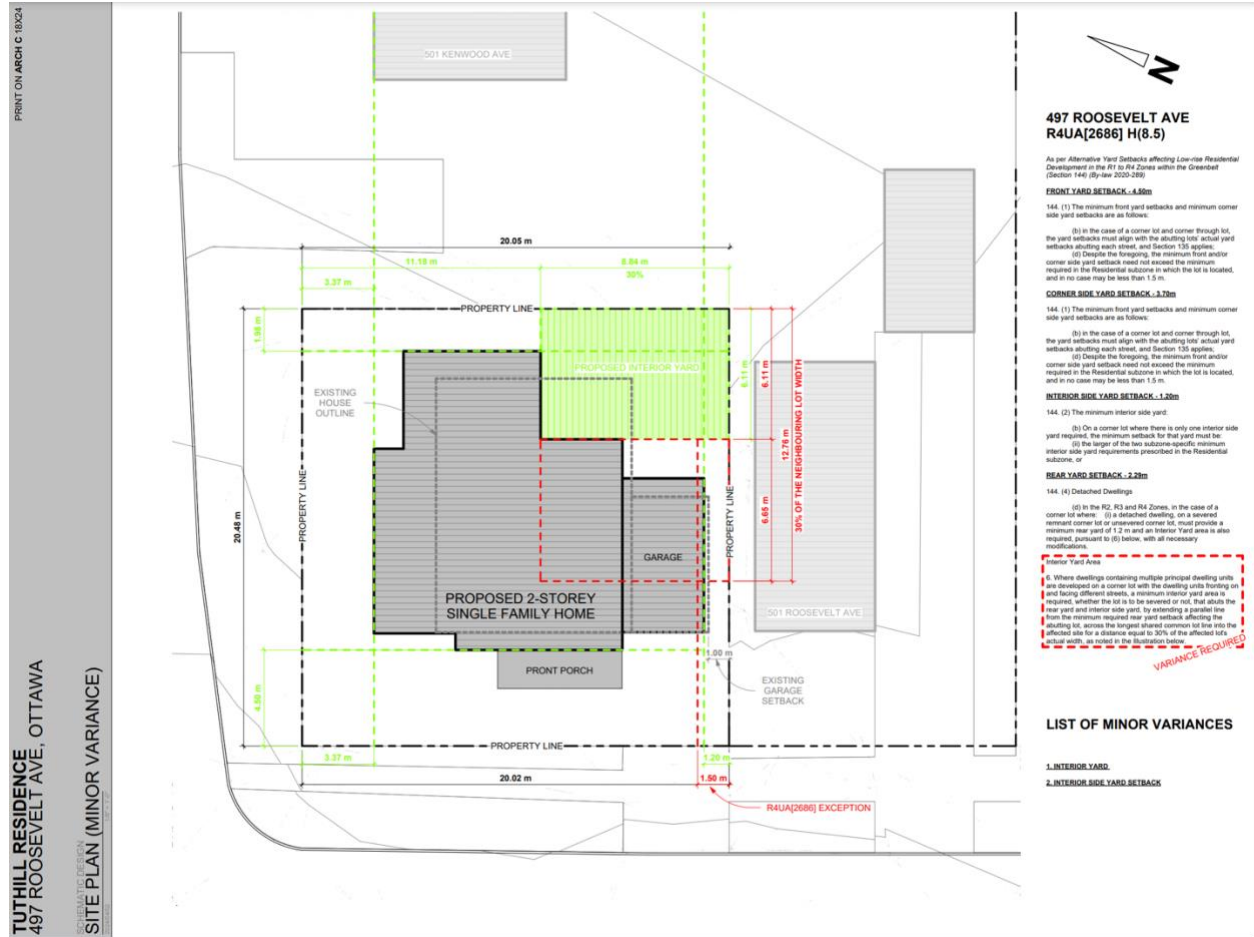 PRINT ON ARCH C 18X24
TUTHILL RESIDENCE
497 ROOSEVELT AVE, OTTAWA
SCHEMATIC DESIGN
SITE PLAN (MINOR VARIANCE)
501 KENWOOD AVE
20.05 m
11.19 m
30%
3.37 m
PROPERTY LINE
1.95 m
PROPOSED INTERIOR YARD
6.11 m
6.11 m
EXISTING
HOUSE
OUTLINE
12.76 m
30% OF THE NEIGHBOURING LOT WIDTH
PROPERTY LINE
20.48 m
PROPERTY LINE
6.65 m
GARAGE
PROPOSED 2-STOREY
SINGLE FAMILY HOME
501 ROOSEVELT AVE
FRONT PORCH
1.00 m
EXISTING
GARAGE
SETBACK
4.50 m
PROPERTY LINE
3.37 m
1.20 m
20.02 m
1.50 m
R4UA[2686] EXCEPTION
N
497 ROOSEVELT AVE
R4UA[2686] H(8.5)
As per Alternative Yard Setbacks affecting Low-rise Residential
Development in the R1 to R4 Zones within the Greenbelt
(Section 144) (By-law 2020-289)
FRONT YARD SETBACK - 4.50m
144. (1) The minimum front yard setbacks and minimum corner
side yard setbacks are as follows:
(b) in the case of a corner lot and corner through lot,
the yard setbacks must align with the abutting lots' actual yard
setbacks abutting each street, and Section 135 applies;
(d) Despite the foregoing, the minimum front and/or
corner side yard setback need not exceed the minimum
required in the Residential subzone in which the lot is located,
and in no case may be less than 1.5 m.
CORNER SIDE YARD SETBACK - 3.70m
144. (1) The minimum front yard setbacks and minimum corner
side yard setbacks are as follows:
(b) in the case of a corner lot and corner through lot,
the yard setbacks must align with the abutting lots' actual yard
setbacks abutting each street, and Section 135 applies;
(d) Despite the foregoing, the minimum front and/or
corner side yard setback need not exceed the minimum
required in the Residential subzone in which the lot is located,
and in no case may be less than 1.5 m.
INTERIOR SIDE YARD SETBACK - 1.20m
144. (2) The minimum interior side yard:
(b) On a corner lot where there is only one interior side
yard required, the minimum setback for that yard must be:
(ii) the larger of the two subzone-specific minimum
interior side yard requirements prescribed in the Residential
subzone, or
REAR YARD SETBACK - 2.29m
144. (4) Detached Dwellings
(d) In the R2, R3 and R4 Zones, in the case of a
corner lot where: (i) a detached dwelling, on a severed
remnant corner lot or unsevered corner lot, must provide a
minimum rear yard of 1.2 m and an Interior Yard area is also
required, pursuant to (6) below, with all necessary
modifications.
Interior Yard Area
6. Where dwellings containing multiple principal dwelling units
are developed on a corner lot with the dwelling units fronting on
and facing different streets, a minimum interior yard area is
required, whether the lot is to be severed or not, that abuts the
rear yard and interior side yard, by extending a parallel line
from the minimum required rear yard setback affecting the
abutting lot, across the longest shared common lot line into the
affected site for a distance equal to 30% of the affected lot's
actual width, as noted in the Illustration below.
VARIANCE REQUIRED
LIST OF MINOR VARIANCES
1. INTERIOR YARD
2. INTERIOR SIDE YARD SETBACK